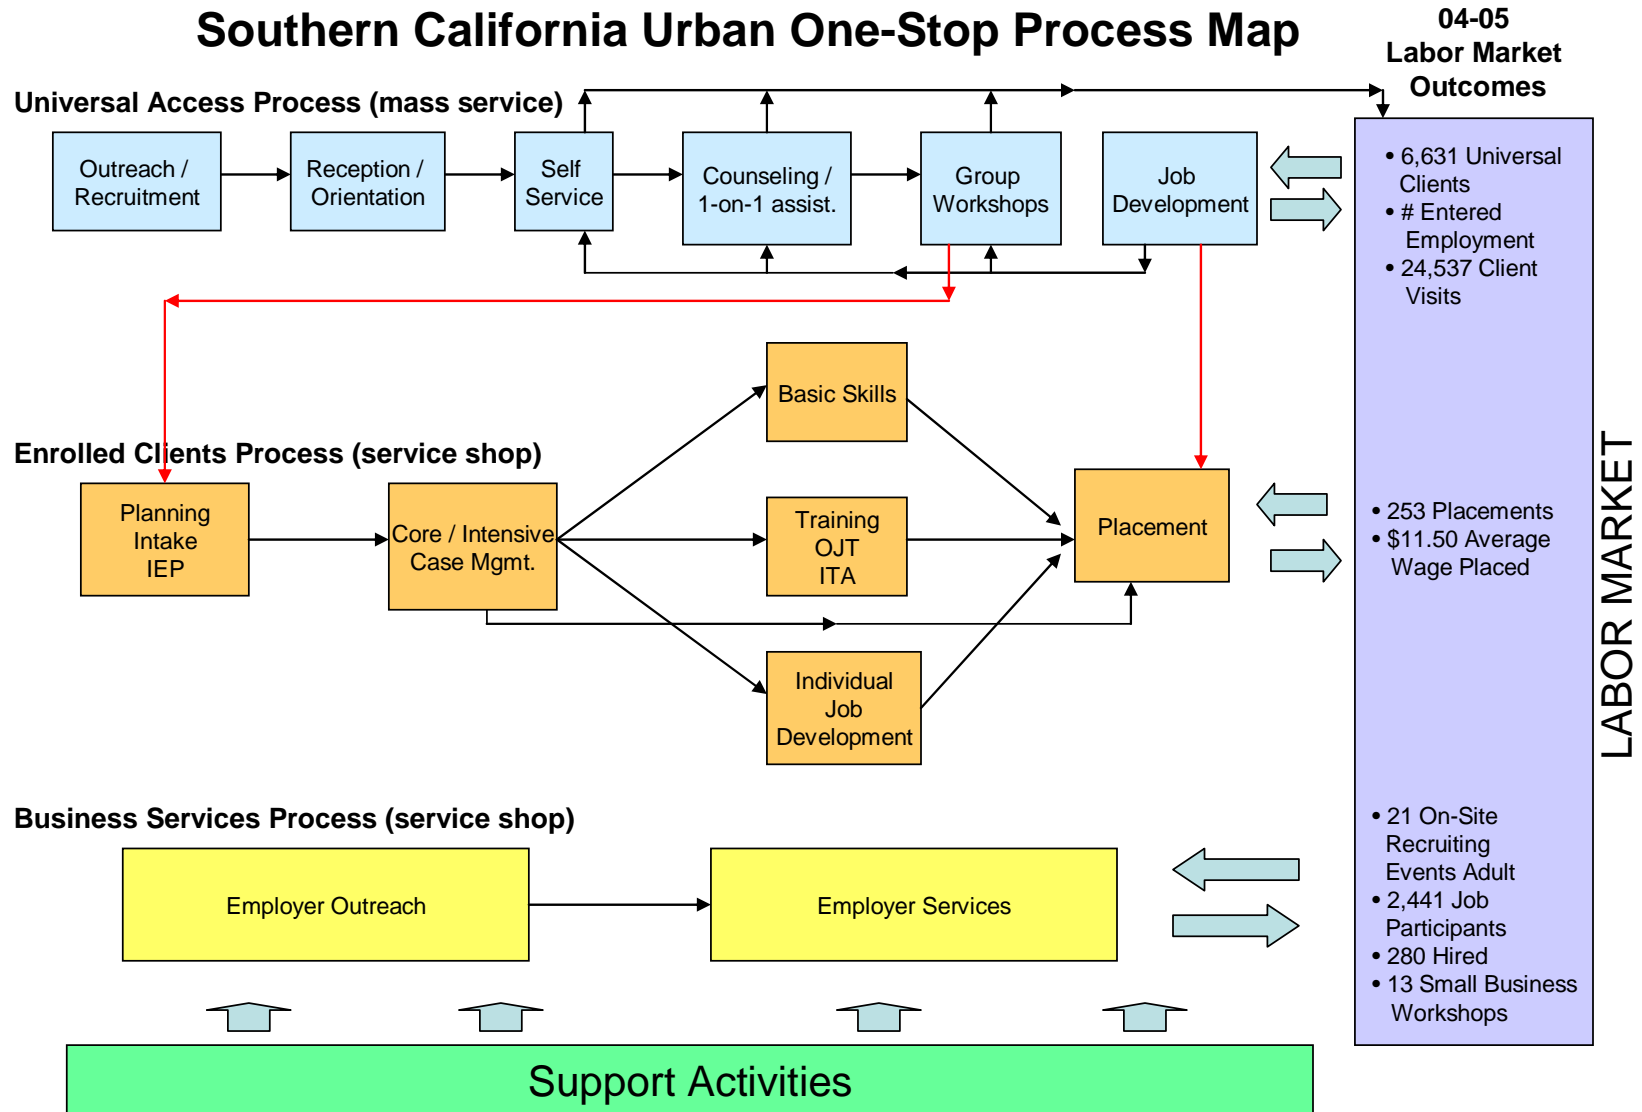 Southern California Urban One-Stop Process Map
04-05
Labor Market
Outcomes
Universal Access Process (mass service)
Outreach /
Recruitment
Reception /
Orientation
Self
Service
Counseling /
1-on-1 assist.
Group
Workshops
Job
Development
• 6,631 Universal
Clients
• # Entered
Employment
• 24,537 Client
Visits
Enrolled Clients Process (service shop)
Planning
Intake
IEP
Core / Intensive
Case Mgmt.
Basic Skills
Training
OJT
ITA
Individual
Job
Development
Placement
• 253 Placements
• $11.50 Average
Wage Placed
LABOR MARKET
Business Services Process (service shop)
Employer Outreach
Employer Services
• 21 On-Site
Recruiting
Events Adult
• 2,441 Job
Participants
• 280 Hired
• 13 Small Business
Workshops
Support Activities